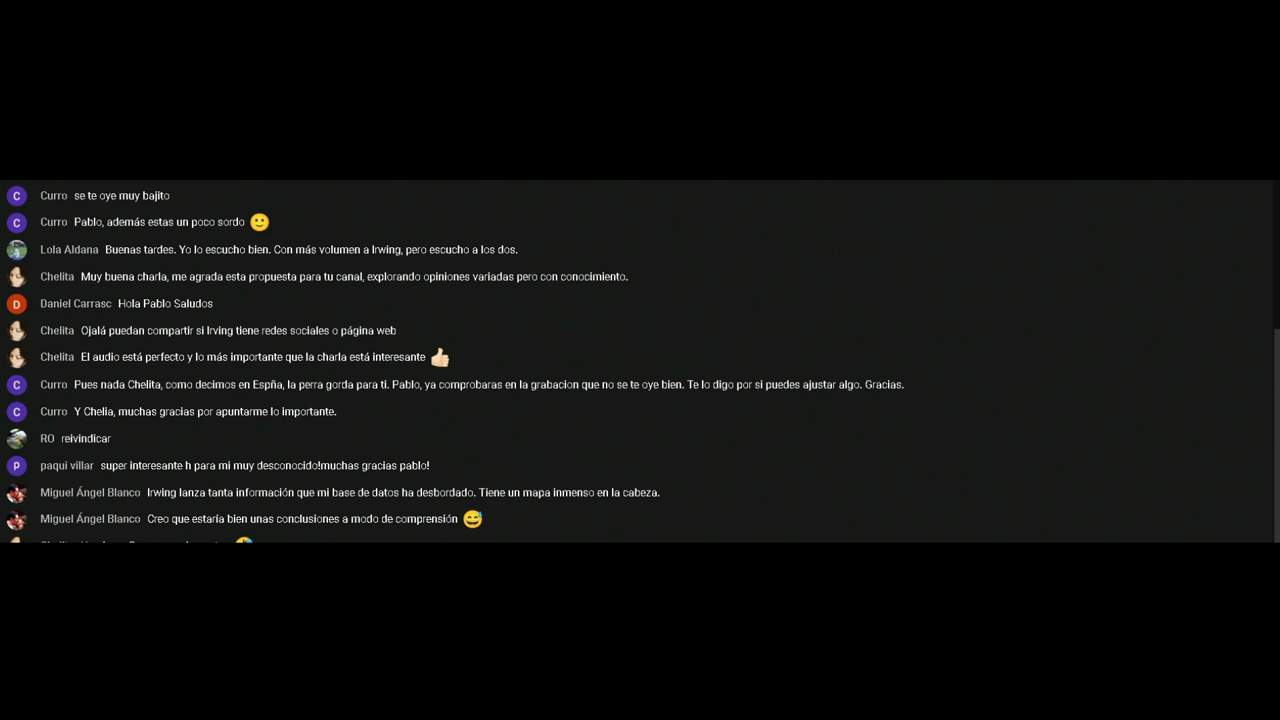 C Curro se te oye muy bajito
C Curro Pablo, además estas un poco sordo 🙂
Lola Aldana Buenas tardes. Yo lo escucho bien. Con más volumen a Irwing, pero escucho a los dos.
Chelita Muy buena charla, me agrada esta propuesta para tu canal, explorando opiniones variadas pero con conocimiento.
D Daniel Carrasc Hola Pablo Saludos
Chelita Ojalá puedan compartir si Irving tiene redes sociales o página web
Chelita El audio está perfecto y lo más importante que la charla está interesante 👍🏻
C Curro Pues nada Chelita, como decimos en Espña, la perra gorda para ti. Pablo, ya comprobaras en la grabacion que no se te oye bien. Te lo digo por si puedes ajustar algo. Gracias.
C Curro Y Chelia, muchas gracias por apuntarme lo importante.
RO reivindicar
P paqui villar super interesante h para mi muy desconocido!muchas gracias pablo!
Miguel Ángel Blanco Irwing lanza tanta información que mi base de datos ha desbordado. Tiene un mapa inmenso en la cabeza.
Miguel Ángel Blanco Creo que estaría bien unas conclusiones a modo de comprensión 😅